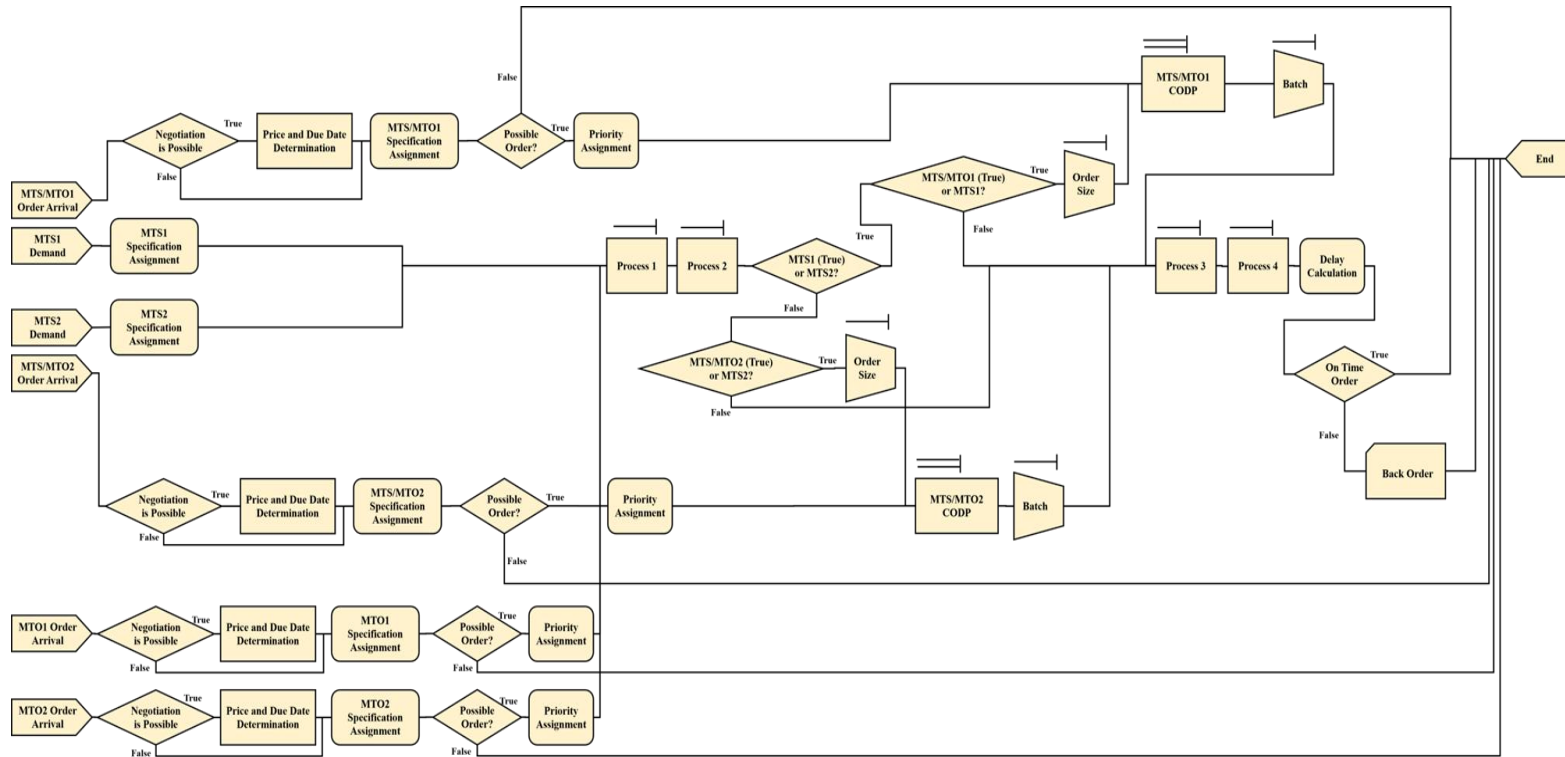 False
MTS/MTO1
CODP
Batch
Negotiation
is Possible
True
False
Price and Due Date
Determination
MTS/MTO1
Specification
Assignment
Possible
Order?
True
Priority
Assignment
MTS/MTO1 (True)
or MTS1?
True
False
Order
Size
End
MTS/MTO1
Order Arrival
MTS1
Demand
MTS1
Specification
Assignment
Process 1
Process 2
MTS1 (True)
or MTS2?
True
False
Process 3
Process 4
Delay
Calculation
MTS2
Demand
MTS2
Specification
Assignment
MTS/MTO2
Order Arrival
MTS/MTO2 (True)
or MTS2?
True
False
Order
Size
On Time
Order
True
False
Back Order
Negotiation
is Possible
True
False
Price and Due Date
Determination
MTS/MTO2
Specification
Assignment
Possible
Order?
True
False
Priority
Assignment
MTS/MTO2
CODP
Batch
MTO1 Order
Arrival
Negotiation
is Possible
True
False
Price and Due Date
Determination
MTO1
Specification
Assignment
Possible
Order?
True
False
Priority
Assignment
MTO2 Order
Arrival
Negotiation
is Possible
True
False
Price and Due Date
Determination
MTO2
Specification
Assignment
Possible
Order?
True
False
Priority
Assignment